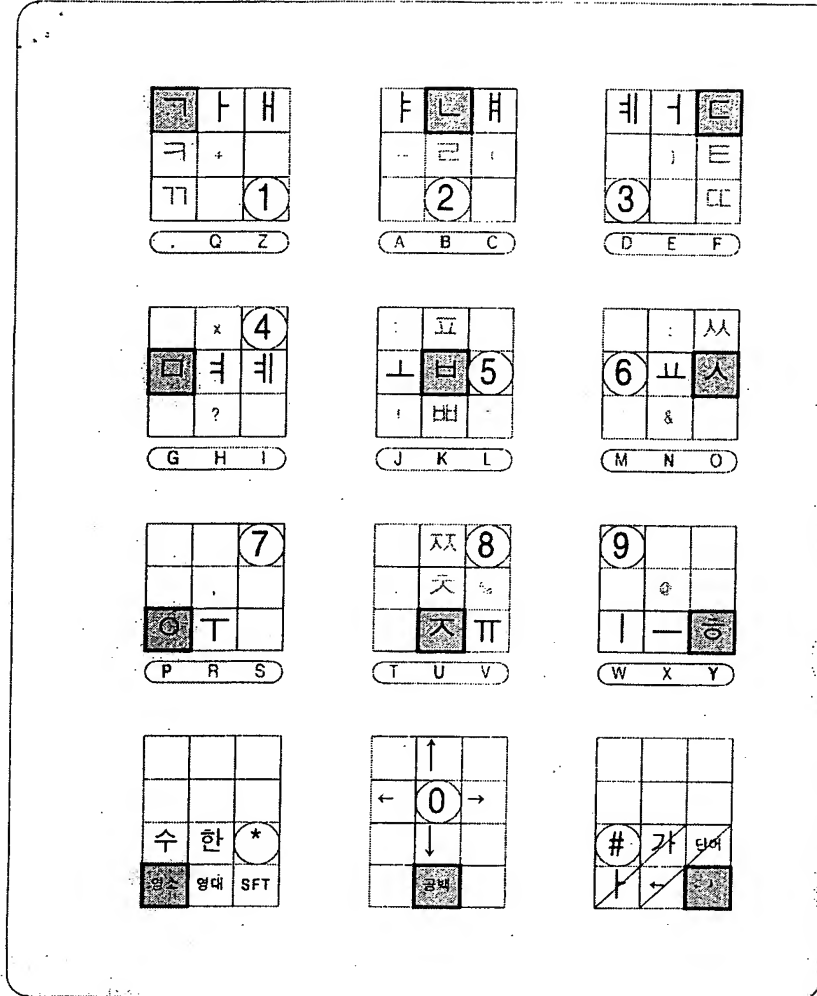 ㄱ ㅏ ㅐ
ㅋ +
ㄲ 1
. Q Z
ㅑ ㄴ ㅒ
- ㄹ (
2
A B C
ㅖ ㅓ ㄷ
) ㅌ
3 ㄸ
D E F
x 4
ㅁ ㅕ ㅖ
?
G H I
: ㅍ
ㅗ ㅂ 5
! ㅃ
J K L
: ㅆ
6 ㅛ ㅅ
&
M N O
7
. ,
ㅇ ㅜ
P R S
ㅉ 8
. ㅊ %
ㅈ ㅠ
T U V
9
@
ㅣ ㅡ ㅎ
W X Y
수 한 *
영소 영대 SFT
↑
← 0 →
↓
공백
# 가 단어
ㅏ ←